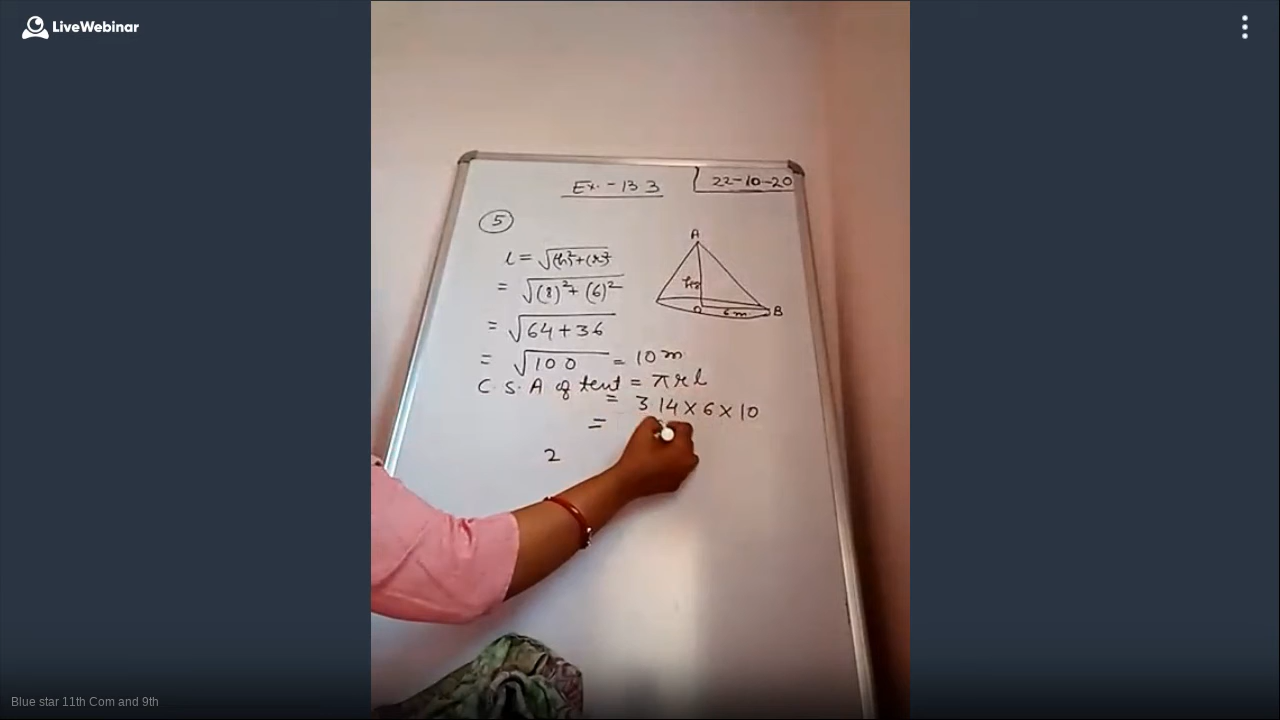 LiveWebinar
Ex. - 13.3
22-10-20
5
l = √(h)²+(r)²
= √(8)²+(6)²
= √64+36
= √100 = 10 m
C.S.A of tent = πrl
= 3.14×6×10
=
2
A
O
6 m
B
Blue star 11th Com and 9th